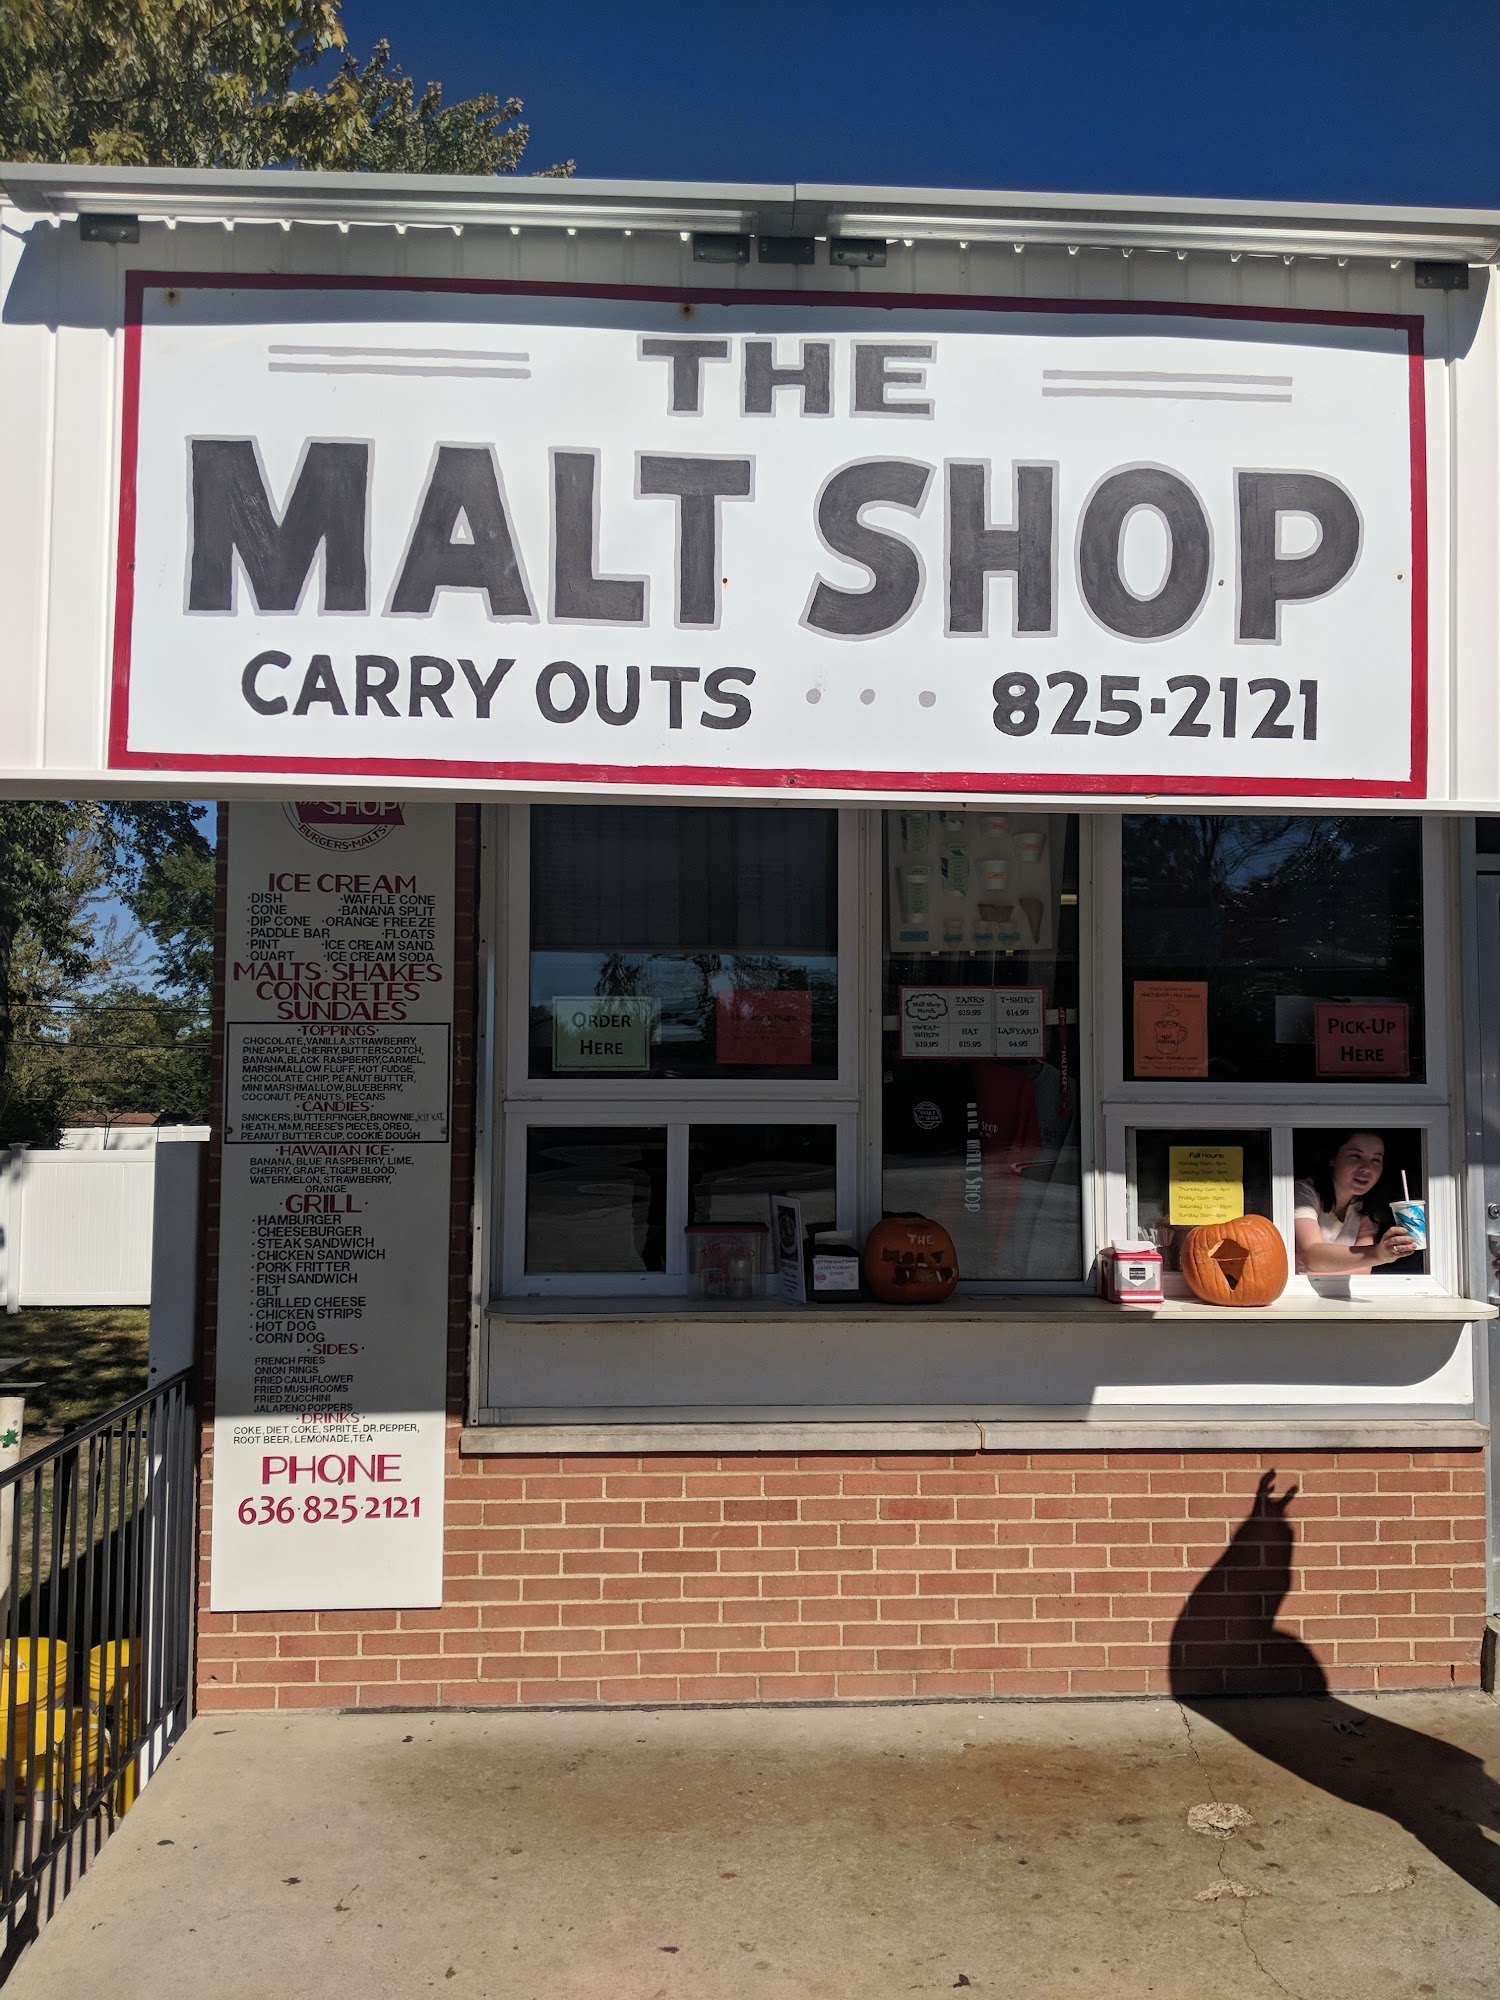 THE
MALT SHOP
CARRY OUTS ... 825·2121
SHOP
·BURGERS·MALTS·
ICE CREAM
·DISH ·WAFFLE CONE
·CONE ·BANANA SPLIT
·DIP CONE ·ORANGE FREEZE
·PADDLE BAR ·FLOATS
·PINT ·ICE CREAM SAND.
·QUART ·ICE CREAM SODA
MALTS·SHAKES
CONCRETES
SUNDAES
·TOPPINGS·
CHOCOLATE, VANILLA, STRAWBERRY,
PINEAPPLE, CHERRY, BUTTERSCOTCH,
BANANA, BLACK RASPBERRY, CARMEL,
MARSHMALLOW FLUFF, HOT FUDGE,
CHOCOLATE CHIP, PEANUT BUTTER,
MINI MARSHMALLOW, BLUEBERRY,
COCONUT, PEANUTS, PECANS
·CANDIES·
SNICKERS, BUTTERFINGER, BROWNIE, KITKAT
HEATH, M&M, REESE'S PIECES, OREO,
PEANUT BUTTER CUP, COOKIE DOUGH
·HAWAIIAN ICE·
BANANA, BLUE RASPBERRY, LIME,
CHERRY, GRAPE, TIGER BLOOD,
WATERMELON, STRAWBERRY,
ORANGE
·GRILL·
·HAMBURGER
·CHEESEBURGER
·STEAK SANDWICH
·CHICKEN SANDWICH
·PORK FRITTER
·FISH SANDWICH
·BLT
·GRILLED CHEESE
·CHICKEN STRIPS
·HOT DOG
·CORN DOG
·SIDES·
FRENCH FRIES
ONION RINGS
FRIED CAULIFLOWER
FRIED MUSHROOMS
FRIED ZUCCHINI
JALAPENO POPPERS
·DRINKS·
COKE, DIET COKE, SPRITE, DR. PEPPER,
ROOT BEER, LEMONADE, TEA
PHONE
636·825·2121
ORDER
HERE
Malt Shop
Merch
TANKS
$19.95
T-SHIRT
$14.95
SWEAT-
SHIRTS
$19.95
HAT
$15.95
LANYARD
$4.95
MALT SHOP
HOT
PICK-UP
HERE
Fall Hours:
THE